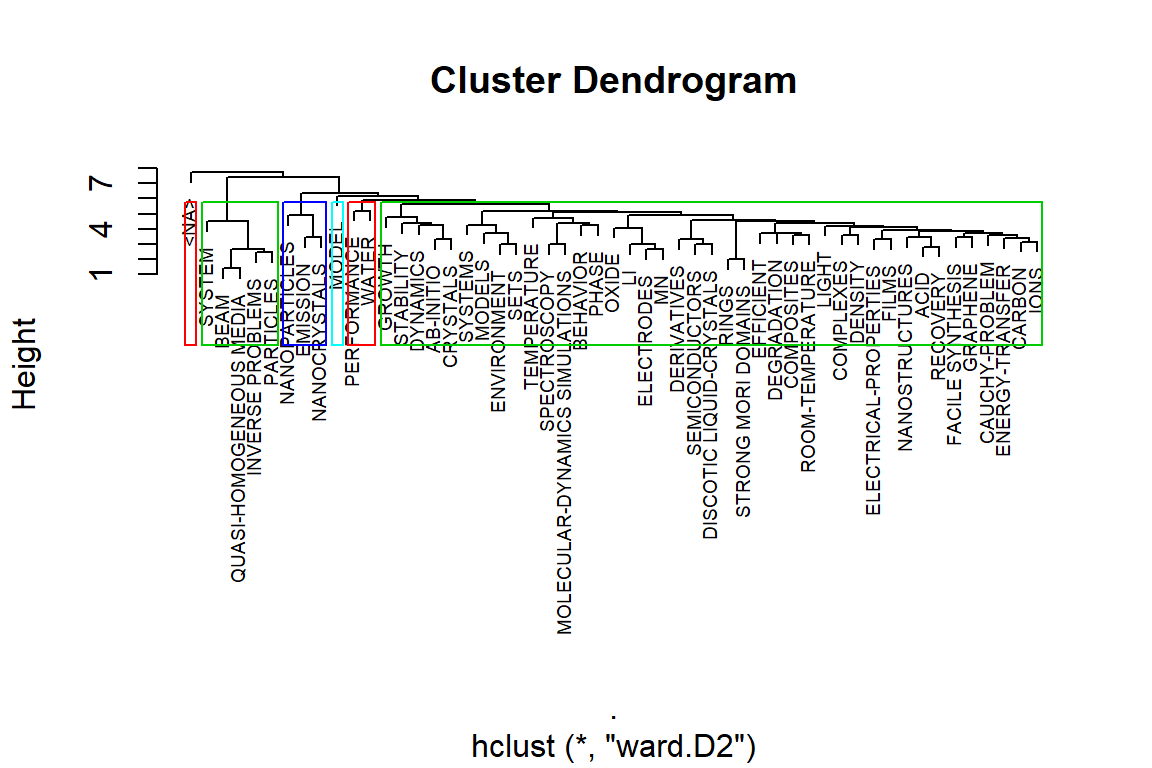 Cluster Dendrogram
Height
7
4
1
<NA>
SYSTEM
BEAM
QUASI-HOMOGENEOUS MEDIA
INVERSE PROBLEMS
PARTICLES
NANOPARTICLES
EMISSION
NANOCRYSTALS
MODEL
PERFORMANCE
WATER
GROWTH
STABILITY
DYNAMICS
AB-INITIO
CRYSTALS
SYSTEMS
MODELS
ENVIRONMENT
SETS
TEMPERATURE
SPECTROSCOPY
MOLECULAR-DYNAMICS SIMULATIONS
BEHAVIOR
PHASE
OXIDE
LI
ELECTRODES
MN
DERIVATIVES
SEMICONDUCTORS
DISCOTIC LIQUID-CRYSTALS
RINGS
STRONG MORI DOMAINS
EFFICIENT
DEGRADATION
COMPOSITES
ROOM-TEMPERATURE
LIGHT
COMPLEXES
DENSITY
ELECTRICAL-PROPERTIES
FILMS
NANOSTRUCTURES
ACID
RECOVERY
FACILE SYNTHESIS
GRAPHENE
CAUCHY-PROBLEM
ENERGY-TRANSFER
CARBON
IONS
.
hclust (*, "ward.D2")